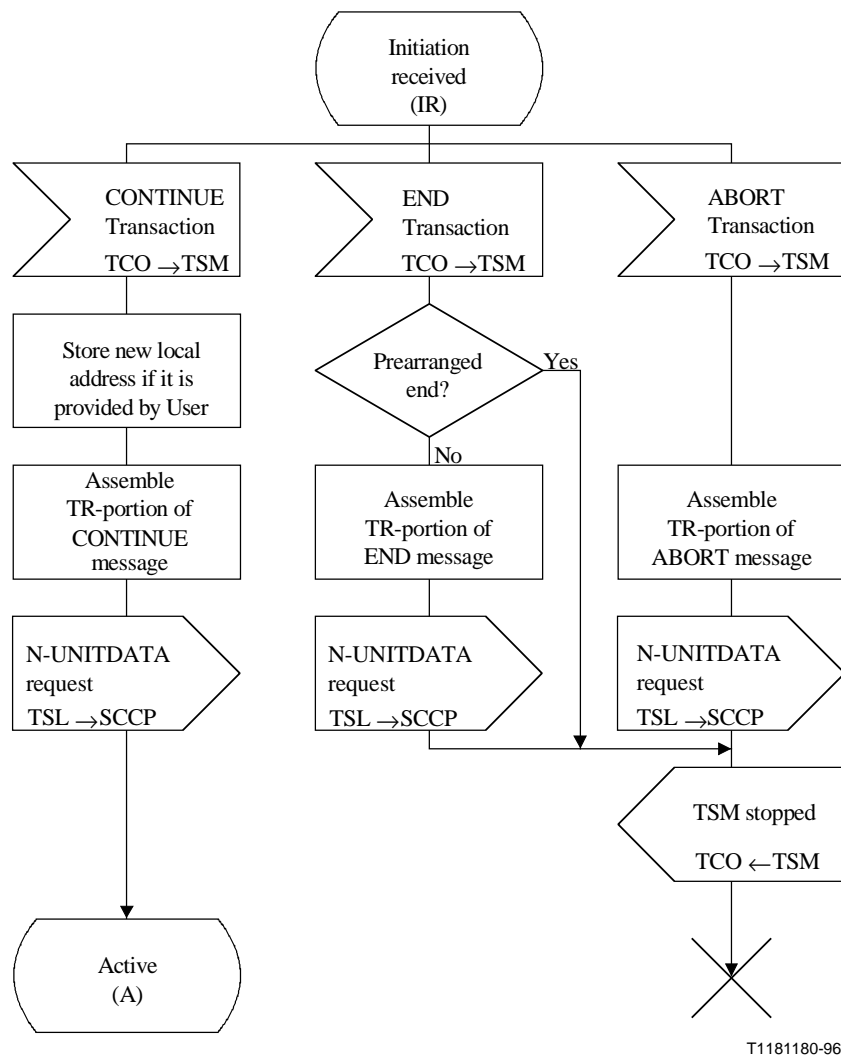 Initiation
received
(IR)
CONTINUE
Transaction
TCO → TSM
END
Transaction
TCO → TSM
ABORT
Transaction
TCO → TSM
Store new local
address if it is
provided by User
Prearranged
end?
Yes
No
Assemble
TR-portion of
CONTINUE
message
Assemble
TR-portion of
END message
Assemble
TR-portion of
ABORT message
N-UNITDATA
request
TSL → SCCP
N-UNITDATA
request
TSL → SCCP
N-UNITDATA
request
TSL → SCCP
TSM stopped
TCO ← TSM
Active
(A)
T1181180-96